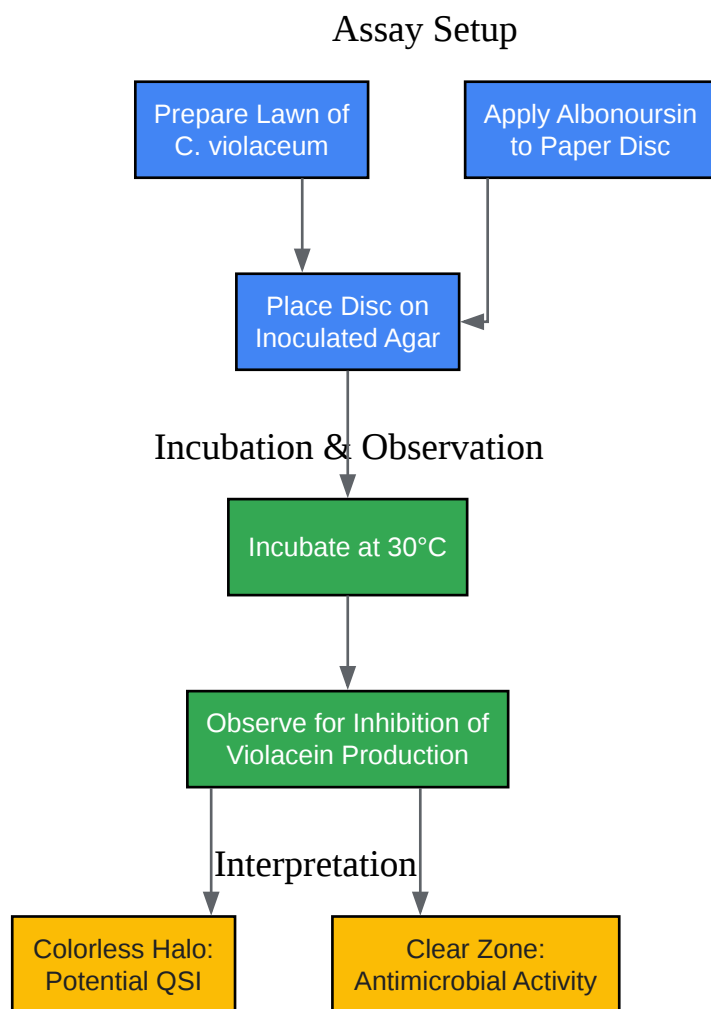 Assay Setup
Prepare Lawn of
C. violaceum
Apply Albonoursin
to Paper Disc
Place Disc on
Inoculated Agar
Incubation & Observation
Incubate at 30°C
Observe for Inhibition of
Violacein Production
Interpretation
Colorless Halo:
Potential QSI
Clear Zone:
Antimicrobial Activity